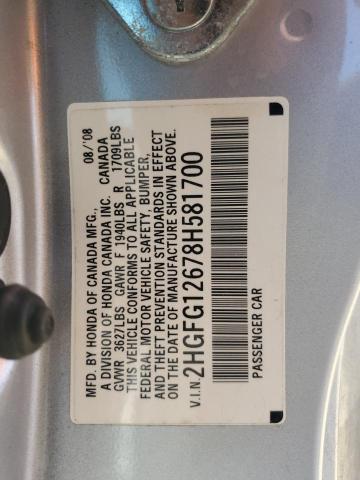 MFD. BY HONDA OF CANADA MFG., 08/'08
A DIVISION OF HONDA CANADA INC. CANADA
GVWR 3627LBS GAWR F 1940LBS R 1709LBS
THIS VEHICLE CONFORMS TO ALL APPLICABLE
FEDERAL MOTOR VEHICLE SAFETY, BUMPER,
AND THEFT PREVENTION STANDARDS IN EFFECT
ON THE DATE OF MANUFACTURE SHOWN ABOVE.
V.I.N. 2HGFG12678H581700
PASSENGER CAR